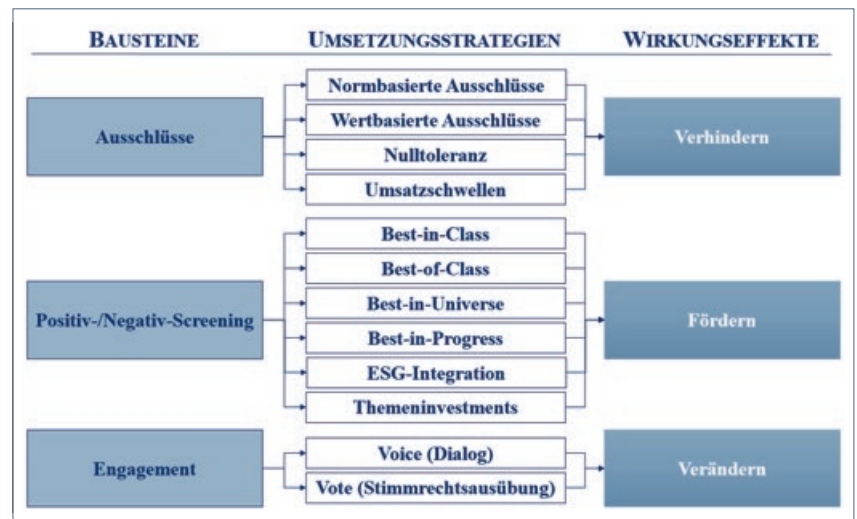 BAUSTEINE
UMSETZUNGSSTRATEGIEN
WIRKUNGSEFFEKTE
Ausschlüsse
Normbasierte Ausschlüsse
Wertbasierte Ausschlüsse
Nulltoleranz
Umsatzschwellen
Verhindern
Positiv-/Negativ-Screening
Best-in-Class
Best-of-Class
Best-in-Universe
Best-in-Progress
ESG-Integration
Themeninvestments
Fördern
Engagement
Voice (Dialog)
Vote (Stimmrechtsausübung)
Verändern